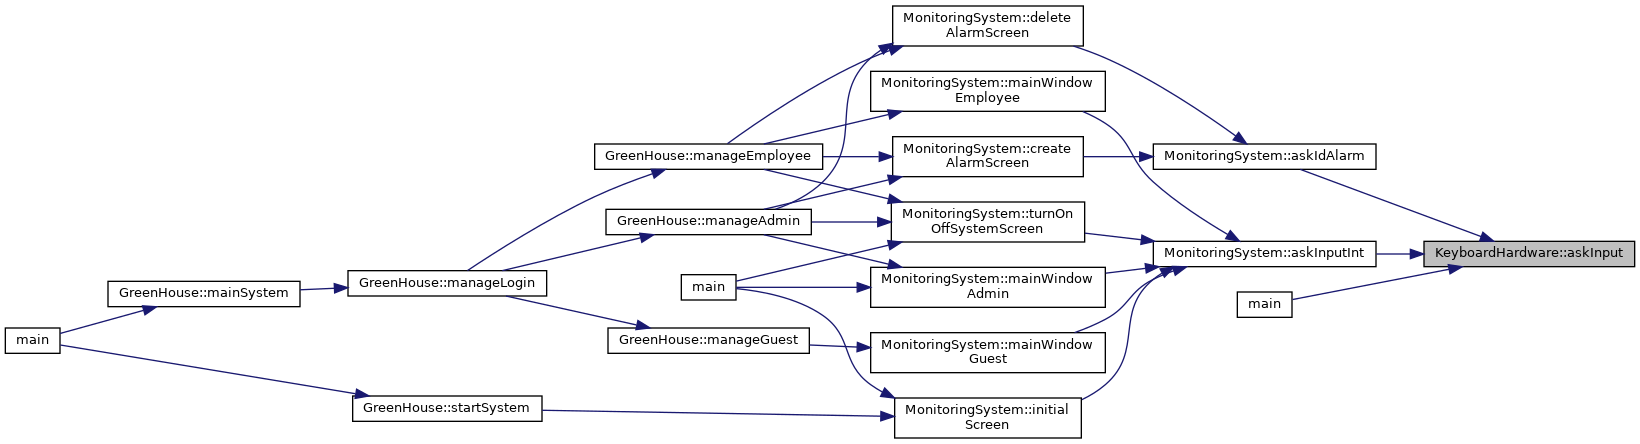 MonitoringSystem::delete
AlarmScreen
MonitoringSystem::mainWindow
Employee
GreenHouse::manageEmployee
MonitoringSystem::create
AlarmScreen
MonitoringSystem::askIdAlarm
GreenHouse::manageAdmin
MonitoringSystem::turnOn
OffSystemScreen
MonitoringSystem::askInputInt
KeyboardHardware::askInput
GreenHouse::mainSystem
GreenHouse::manageLogin
main
MonitoringSystem::mainWindow
Admin
main
main
GreenHouse::manageGuest
MonitoringSystem::mainWindow
Guest
GreenHouse::startSystem
MonitoringSystem::initial
Screen